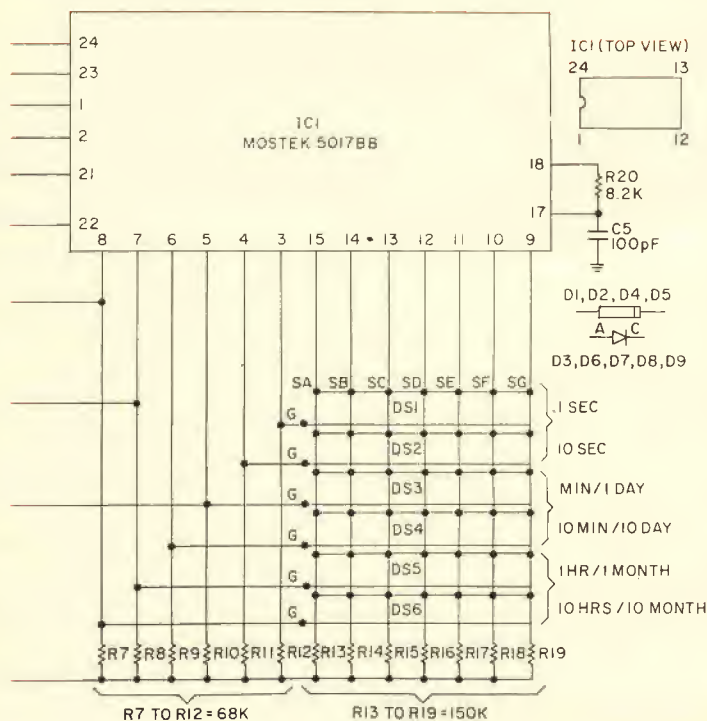 IC1 (TOP VIEW)
24 13
1 12
24
23
1
2
21
22
IC1
MOSTEK 5017BB
18
17
8 7 6 5 4 3 15 14 13 12 11 10 9
R20
8.2K
C5
100pF
D1, D2, D4, D5
A C
D3, D6, D7, D8, D9
SA SB SC SD SE SF SG
DS1
G
1 SEC
DS2
G
10 SEC
DS3
G
MIN/1 DAY
DS4
G
10 MIN/10 DAY
DS5
G
1 HR/1 MONTH
DS6
G
10 HRS/10 MONTH
R7 R8 R9 R10 R11 R12 R13 R14 R15 R16 R17 R18 R19
R7 TO R12 = 68K
R13 TO R19 = 150K